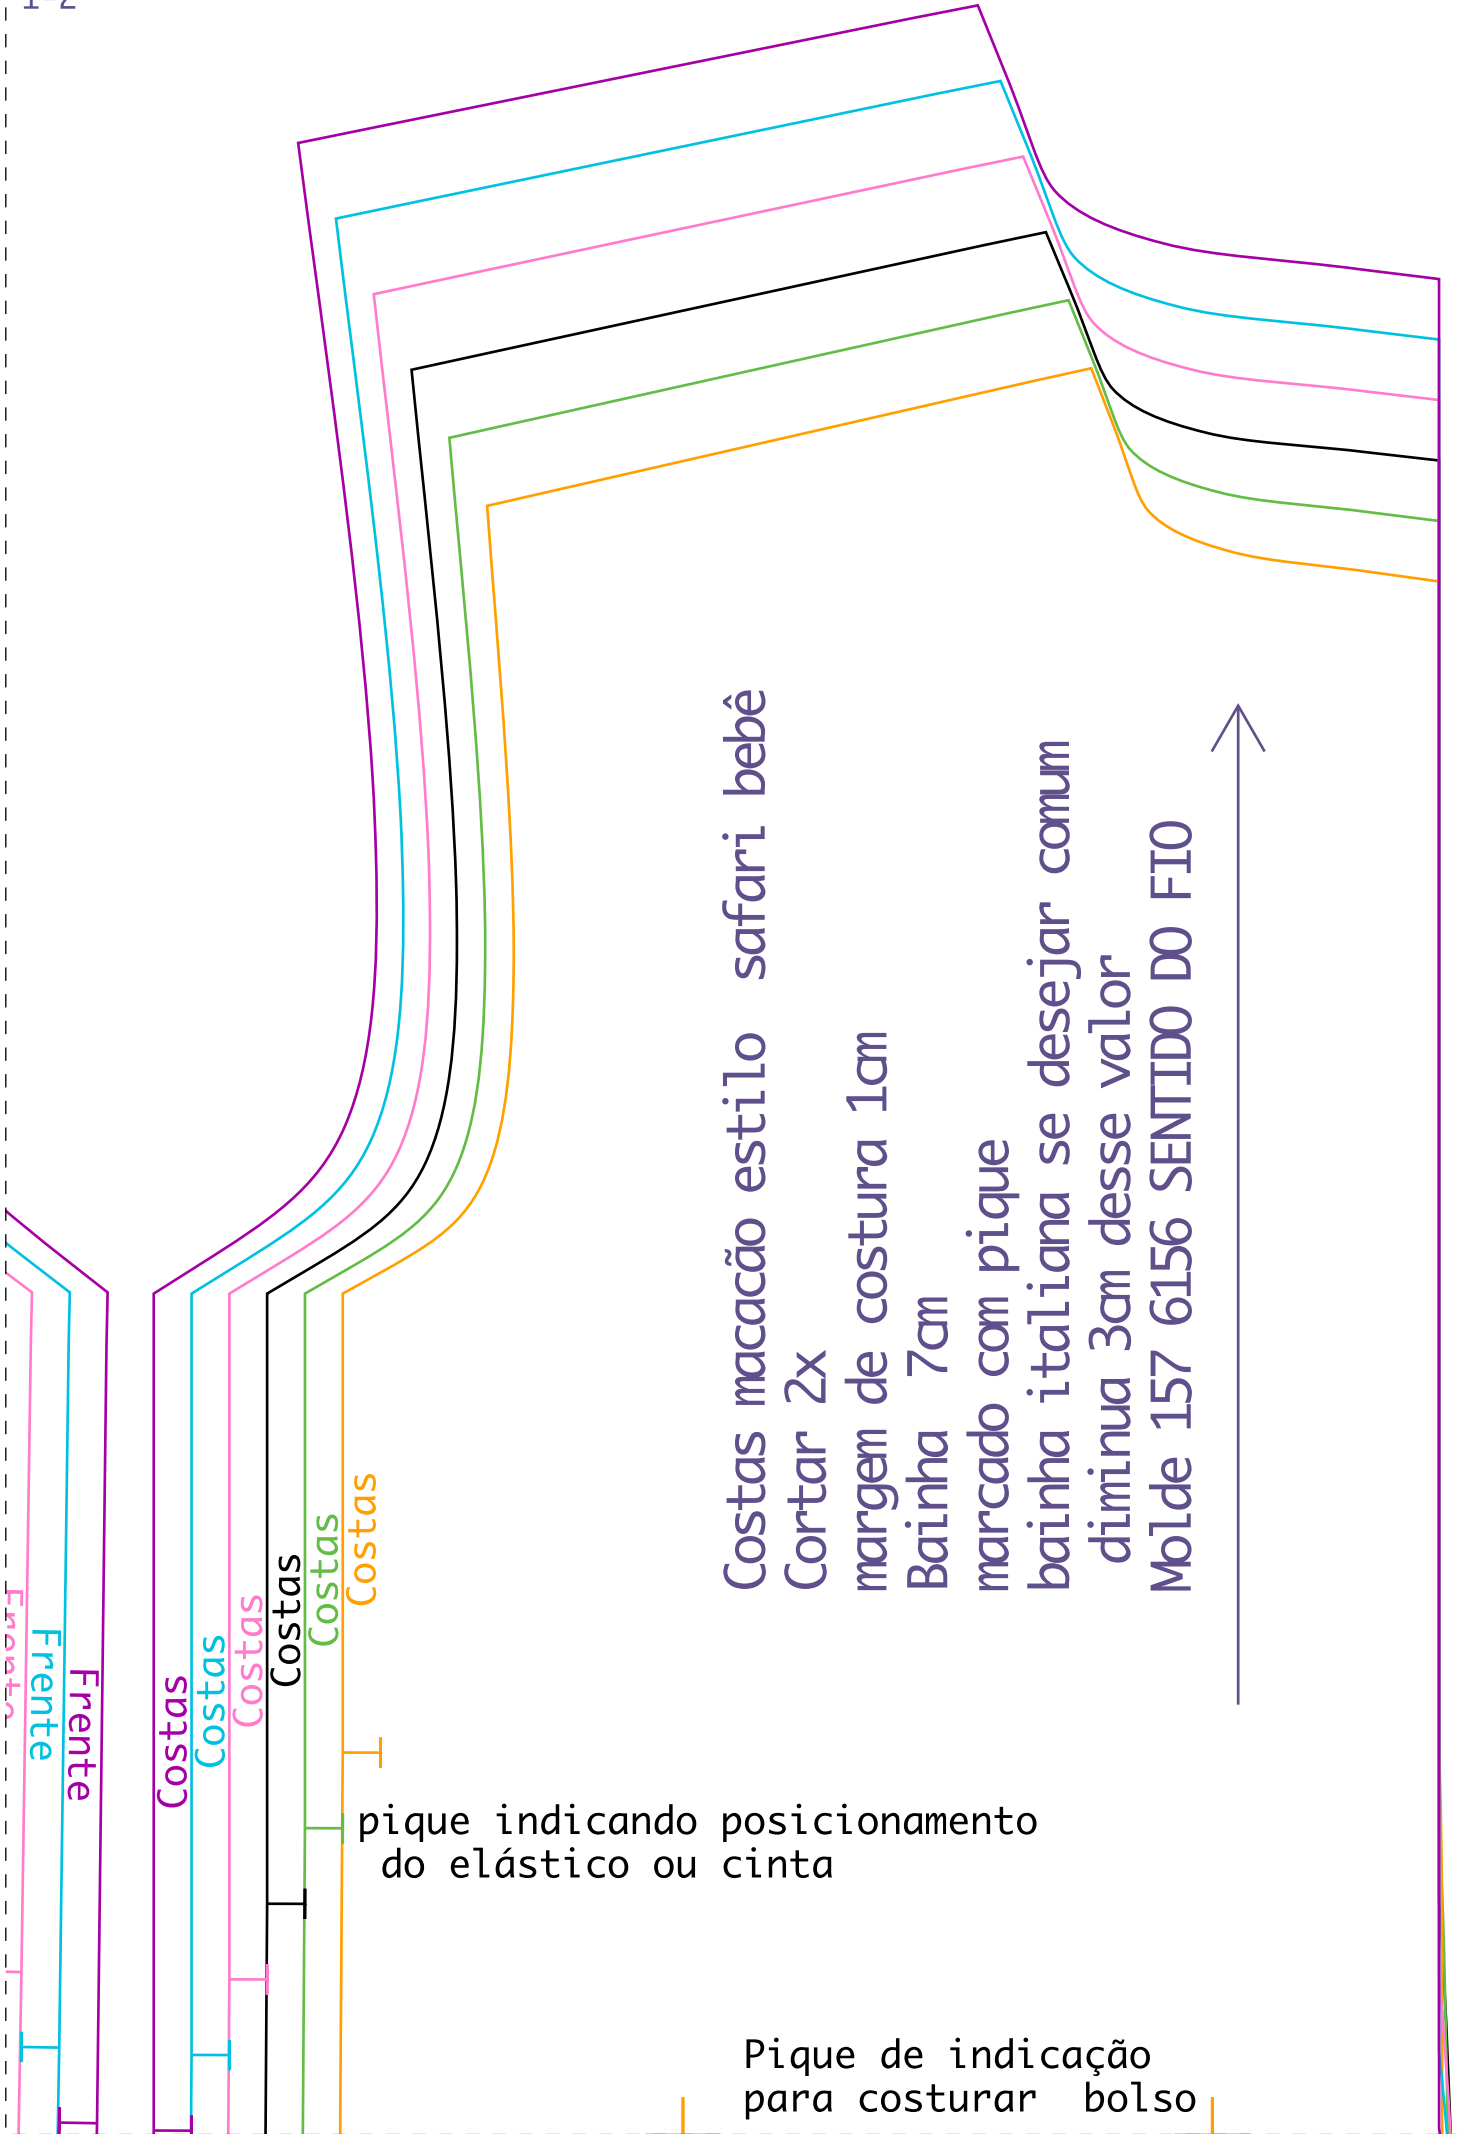 1-2
Costas macacão estilo  safari bebê
Cortar 2x
margem de costura 1cm
Bainha  7cm
marcado com pique
bainha italiana se desejar comum
diminua 3cm desse valor
Molde 157 6156 SENTIDO DO FIO
Frente
Frente
Costas
Costas
Costas
Costas
Costas
Costas
pique indicando posicionamento
do elástico ou cinta
Pique de indicação
para costurar  bolso